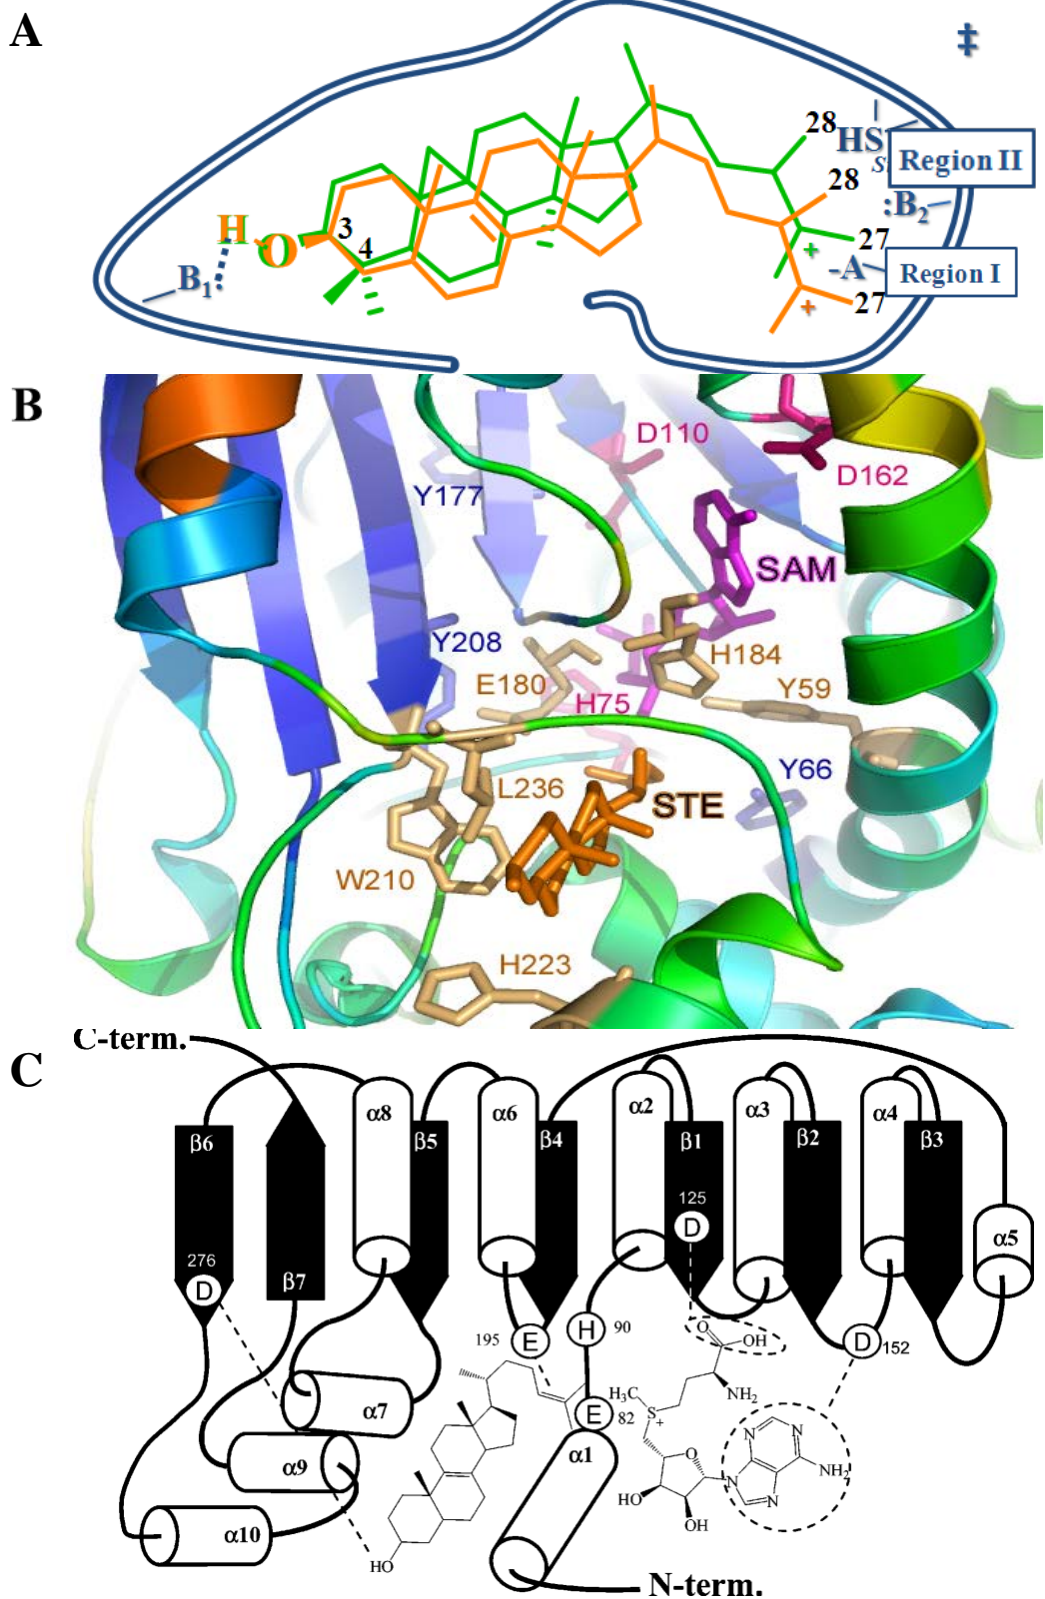 A
‡
28
HS
Region II
28
:B2
27
+
-A
Region I
27
+
H
O
3
4
B1:
B
D110
D162
Y177
SAM
Y208
H184
E180
H75
Y59
Y66
L236
STE
W210
H223
C-term.
C
α8
α6
α2
α3
α4
β6
β5
β4
β1
β2
β3
125
D
α5
276
D
β7
195
E
H
90
O
OH
D
152
H3C
S
+
NH2
E
82
α7
α1
α9
O
N
N
N
N
NH2
HO
OH
α10
HO
N-term.